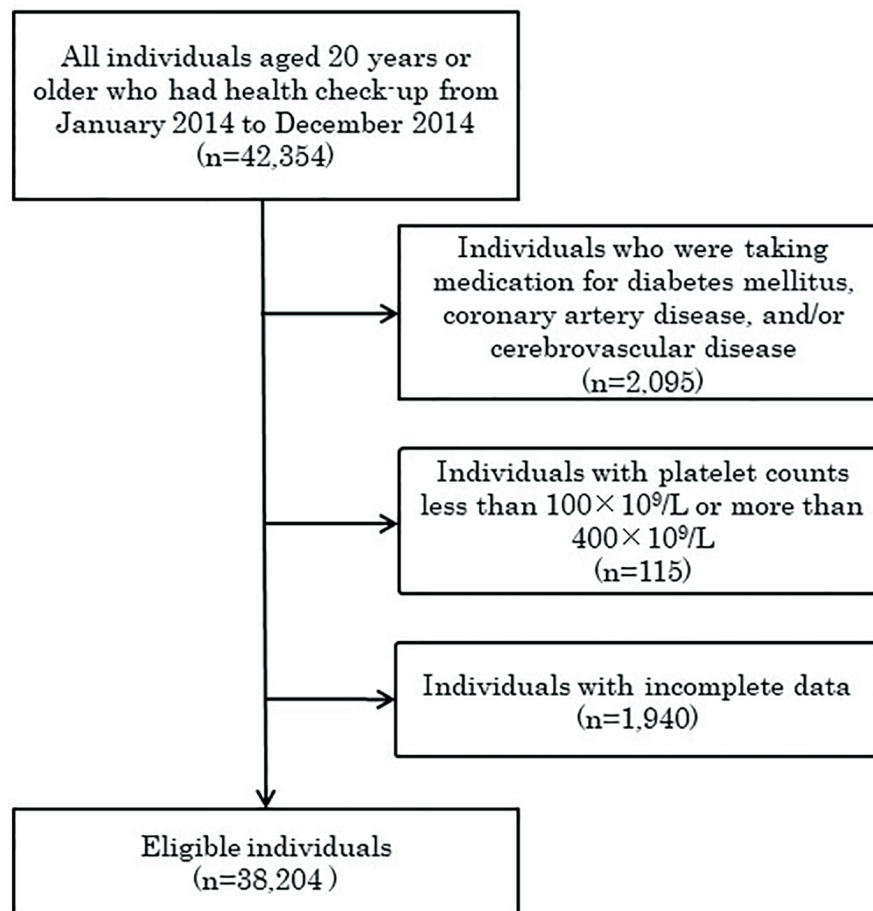 All individuals aged 20 years or
older who had health check-up from
January 2014 to December 2014
(n=42,354)
Individuals who were taking
medication for diabetes mellitus,
coronary artery disease, and/or
cerebrovascular disease
(n=2,095)
Individuals with platelet counts
less than 100×10⁹/L or more than
400×10⁹/L
(n=115)
Individuals with incomplete data
(n=1,940)
Eligible individuals
(n=38,204 )